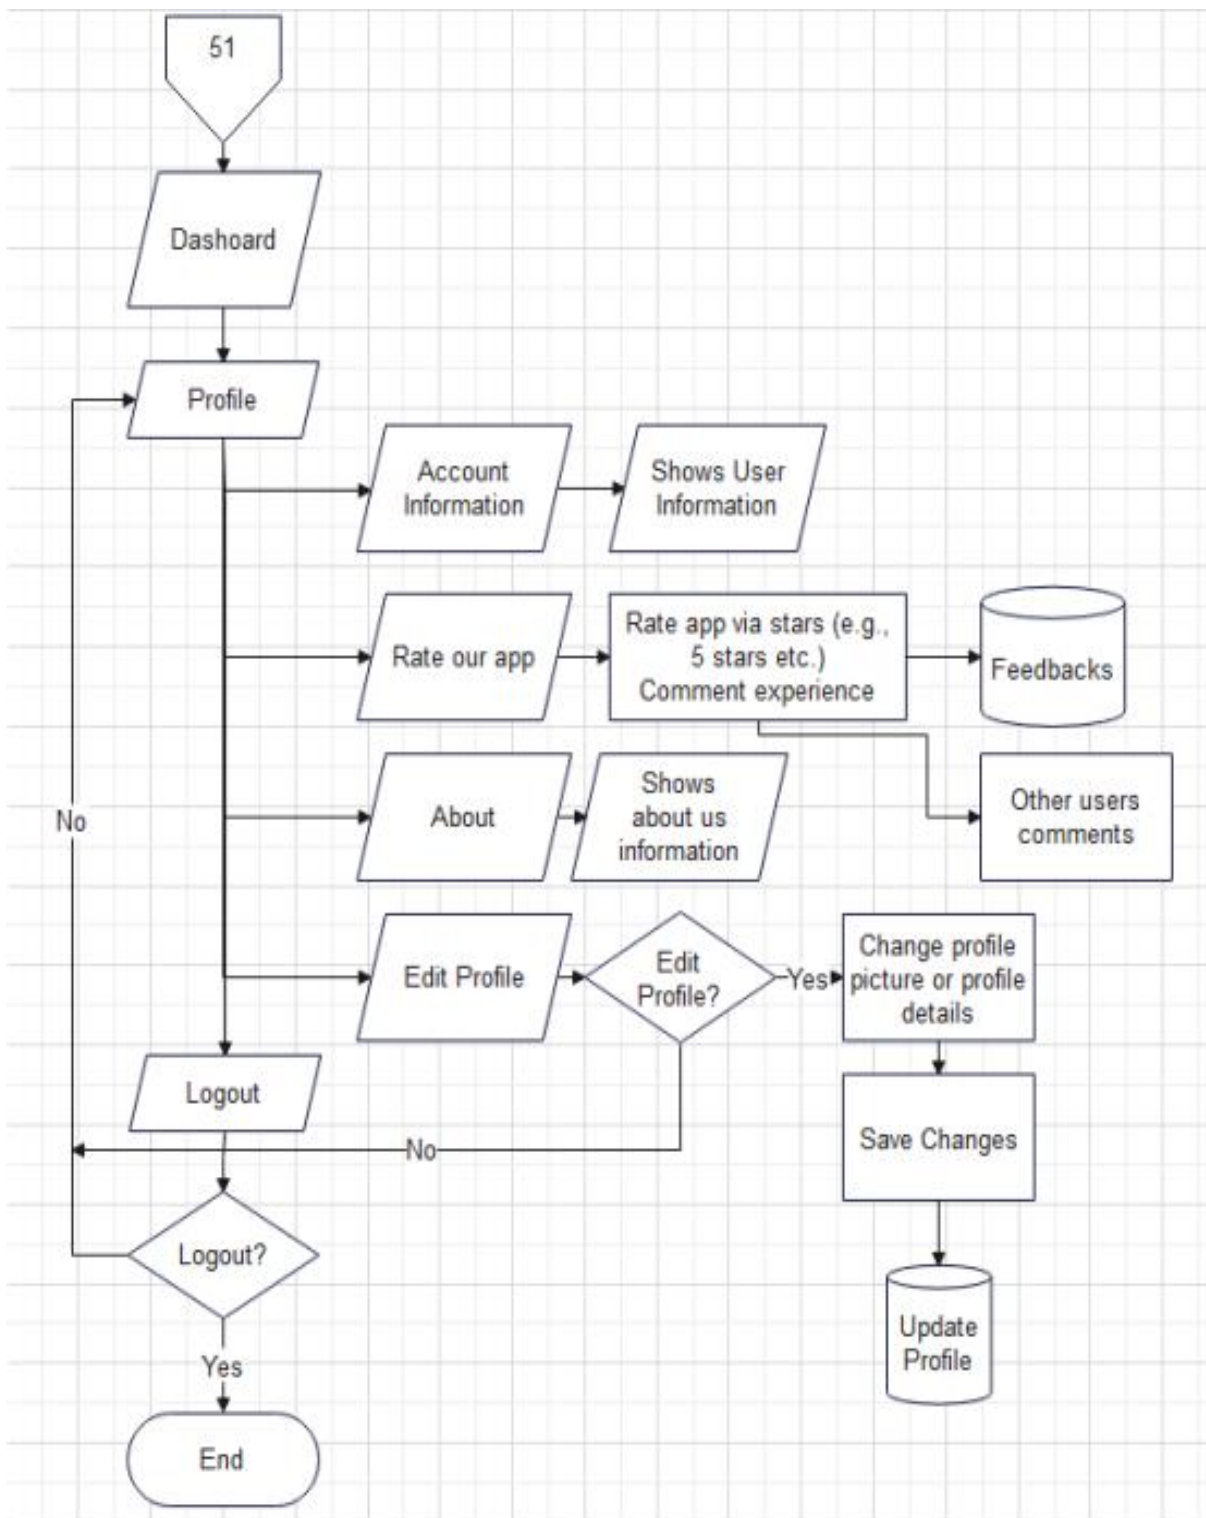 51
Dashoard
Profile
Account
Information
Shows User
Information
Rate our app
Rate app via stars (e.g.,
5 stars etc.)
Comment experience
Feedbacks
About
Shows
about us
information
Other users
comments
No
Edit Profile
Edit
Profile?
Yes
Change profile
picture or profile
details
Logout
No
Save Changes
Logout?
Update
Profile
Yes
End